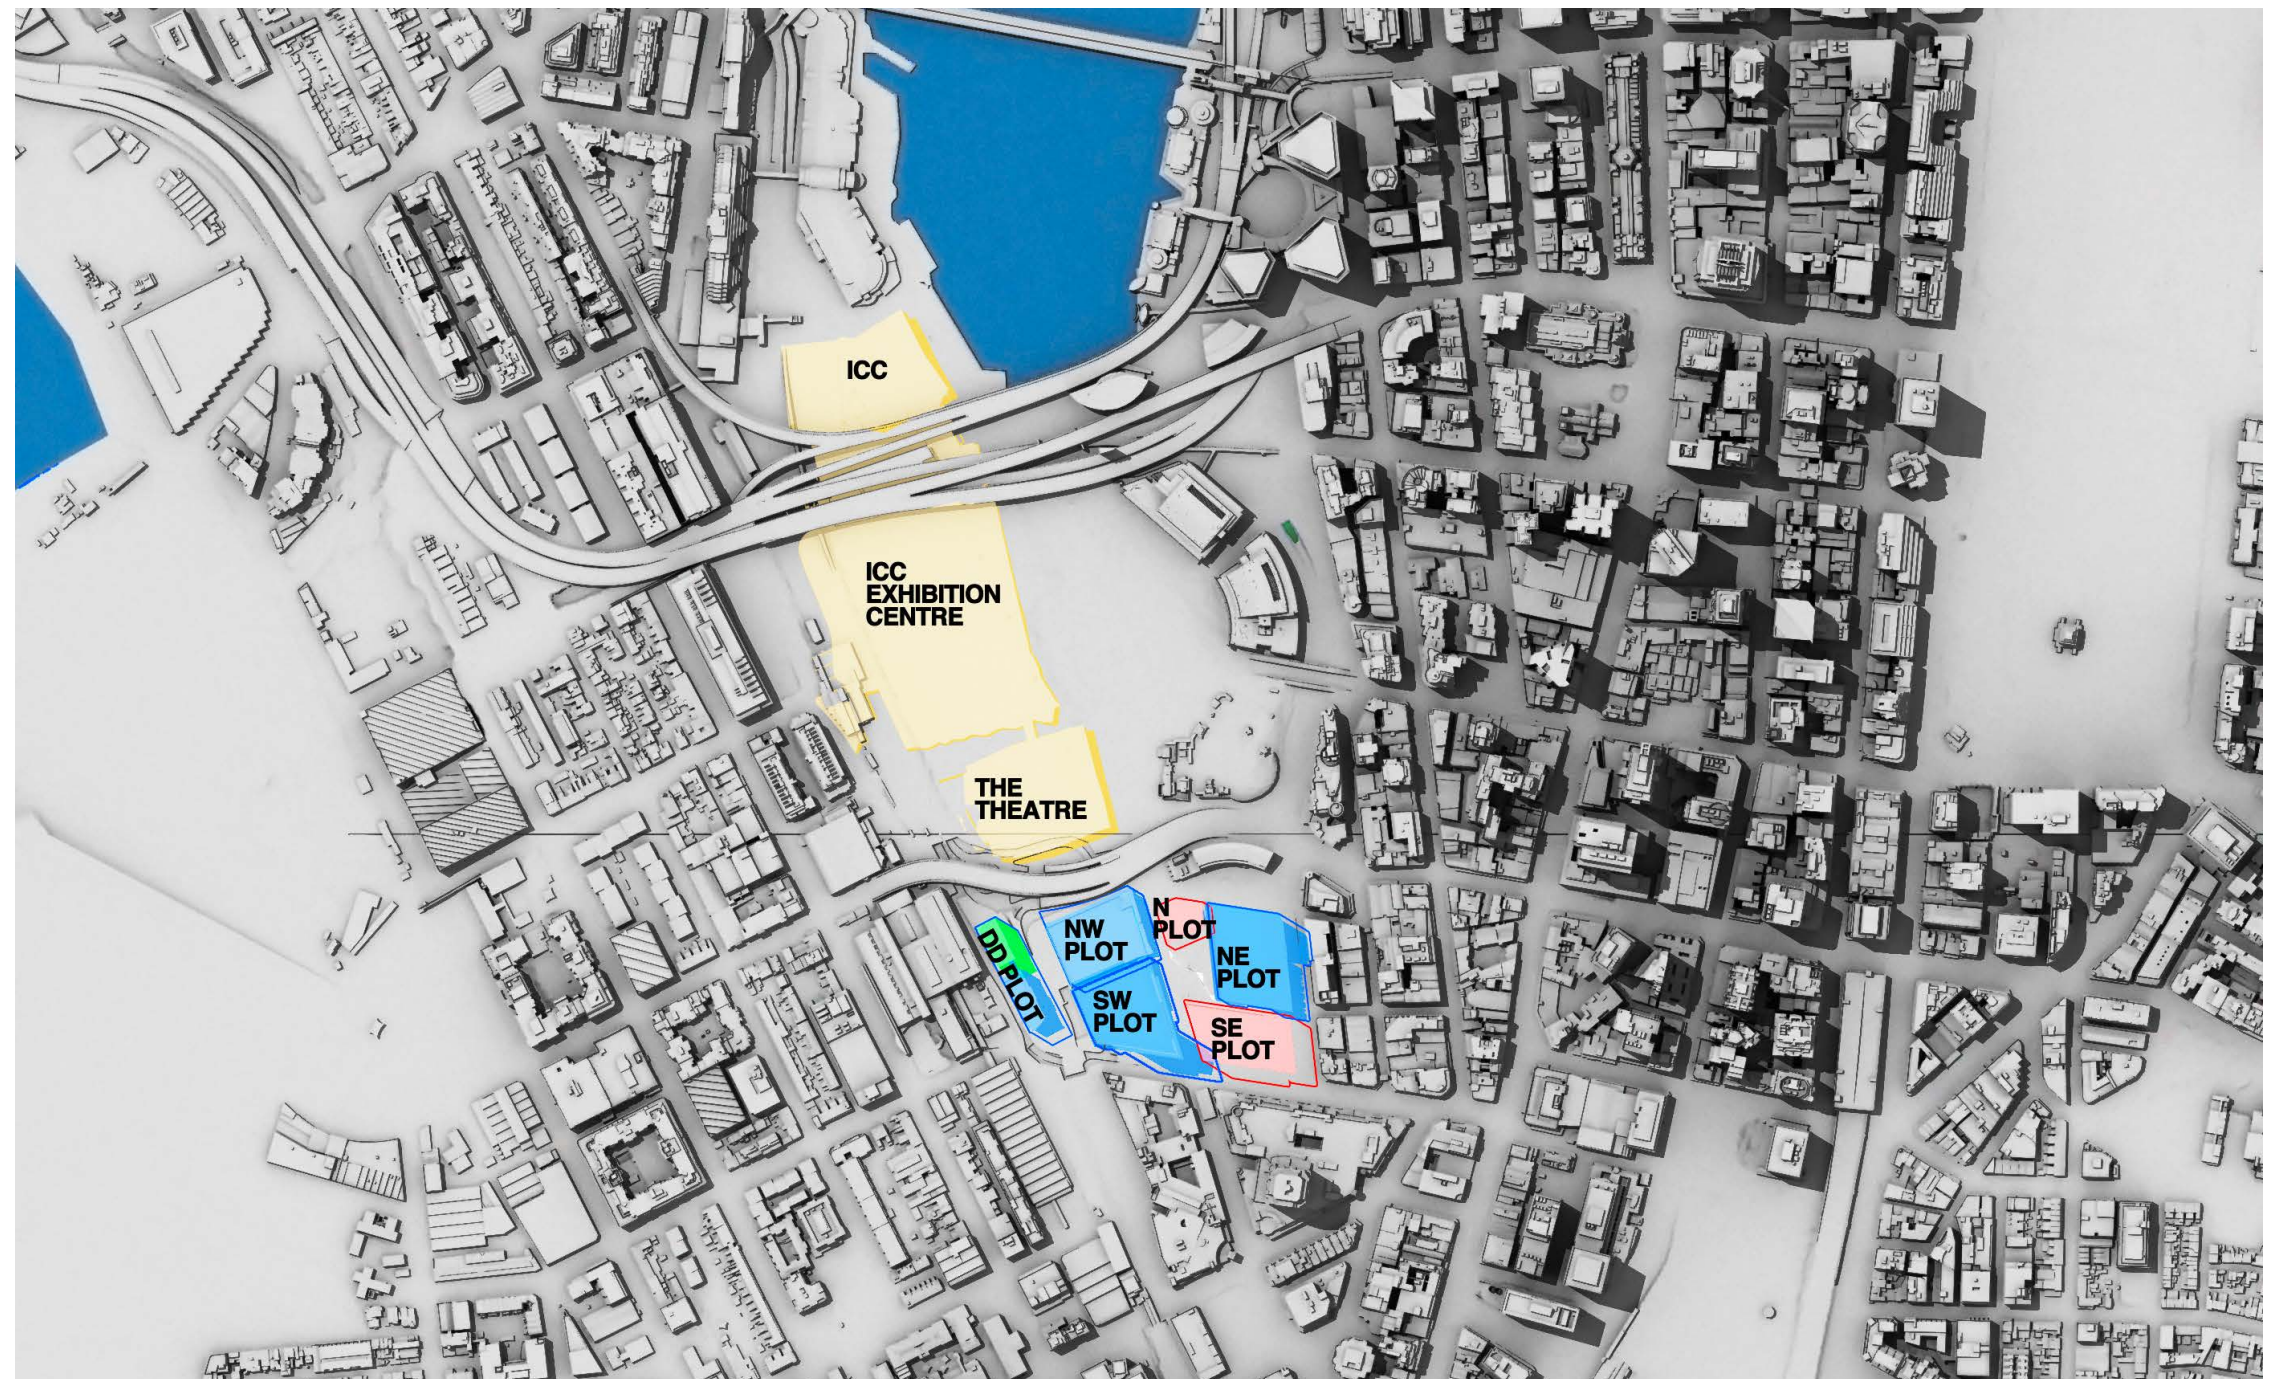 ICC
ICC
EXHIBITION
CENTRE
THE
THEATRE
N
PLOT
NW
PLOT
NE
PLOT
DD PLOT
SW
PLOT
SE
PLOT